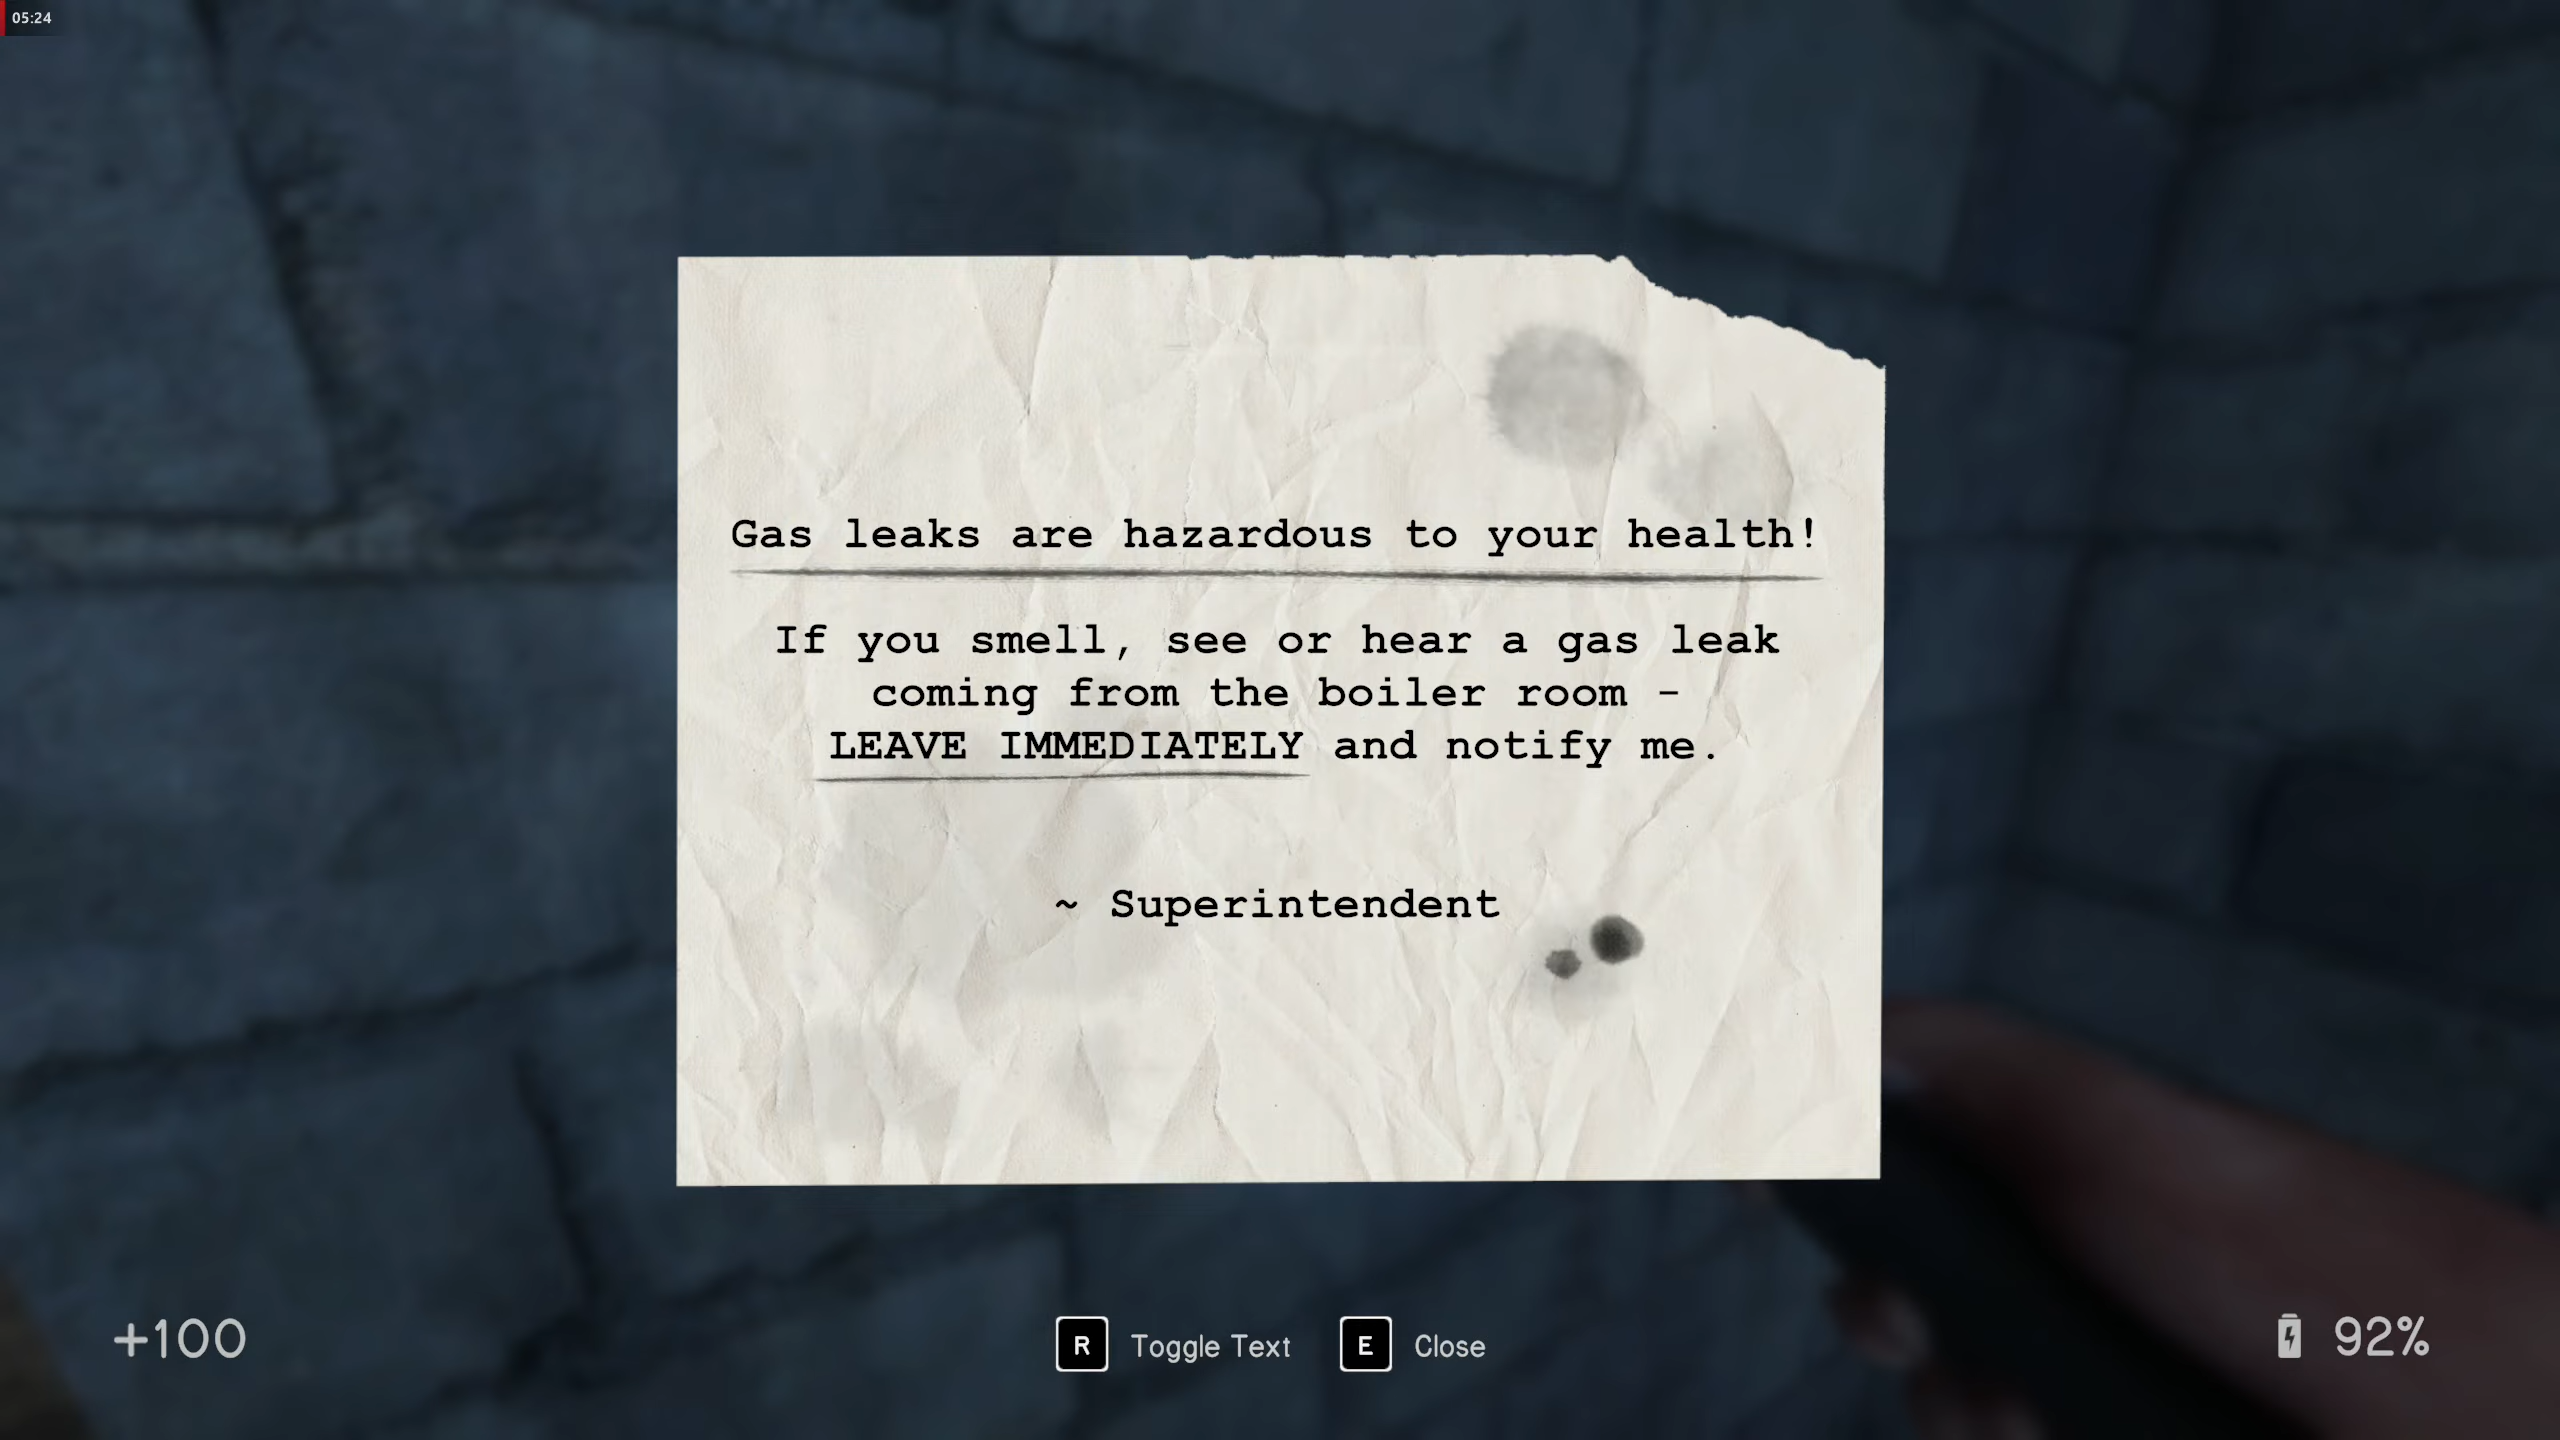 05:24
Gas leaks are hazardous to your health!
If you smell, see or hear a gas leak
coming from the boiler room -
LEAVE IMMEDIATELY and notify me.
~ Superintendent
+100
R Toggle Text E Close
92%